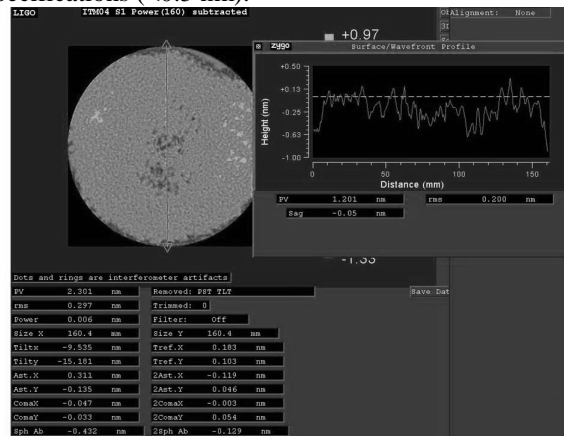 LIGO ITM04 S1 Power(160) subtracted
Alignment: None
+0.97
zygo Surface/Wavefront Profile
+0.50
+0.13
-0.25
-0.63
-1.00
Height (nm)
0 50 100 150
Distance (mm)
PV 1.201 nm rms 0.200 nm
Sag -0.05 nm
-1.33
Dots and rings are interferometer artifacts
PV 2.301 nm Removed: PST TLT Save Dat
rms 0.297 nm Trimmed: 0
Power 0.006 nm Filter: Off
Size X 160.4 mm Size Y 160.4 mm
Tiltx -9.535 nm Tref.X 0.183 nm
Tilty -15.181 nm Tref.Y 0.103 nm
Ast.X 0.311 nm 2Ast.X -0.119 nm
Ast.Y -0.135 nm 2Ast.Y 0.046 nm
ComaX -0.047 nm 2ComaX -0.003 nm
ComaY -0.033 nm 2ComaY 0.054 nm
Sph Ab -0.432 nm 2Sph Ab -0.129 nm